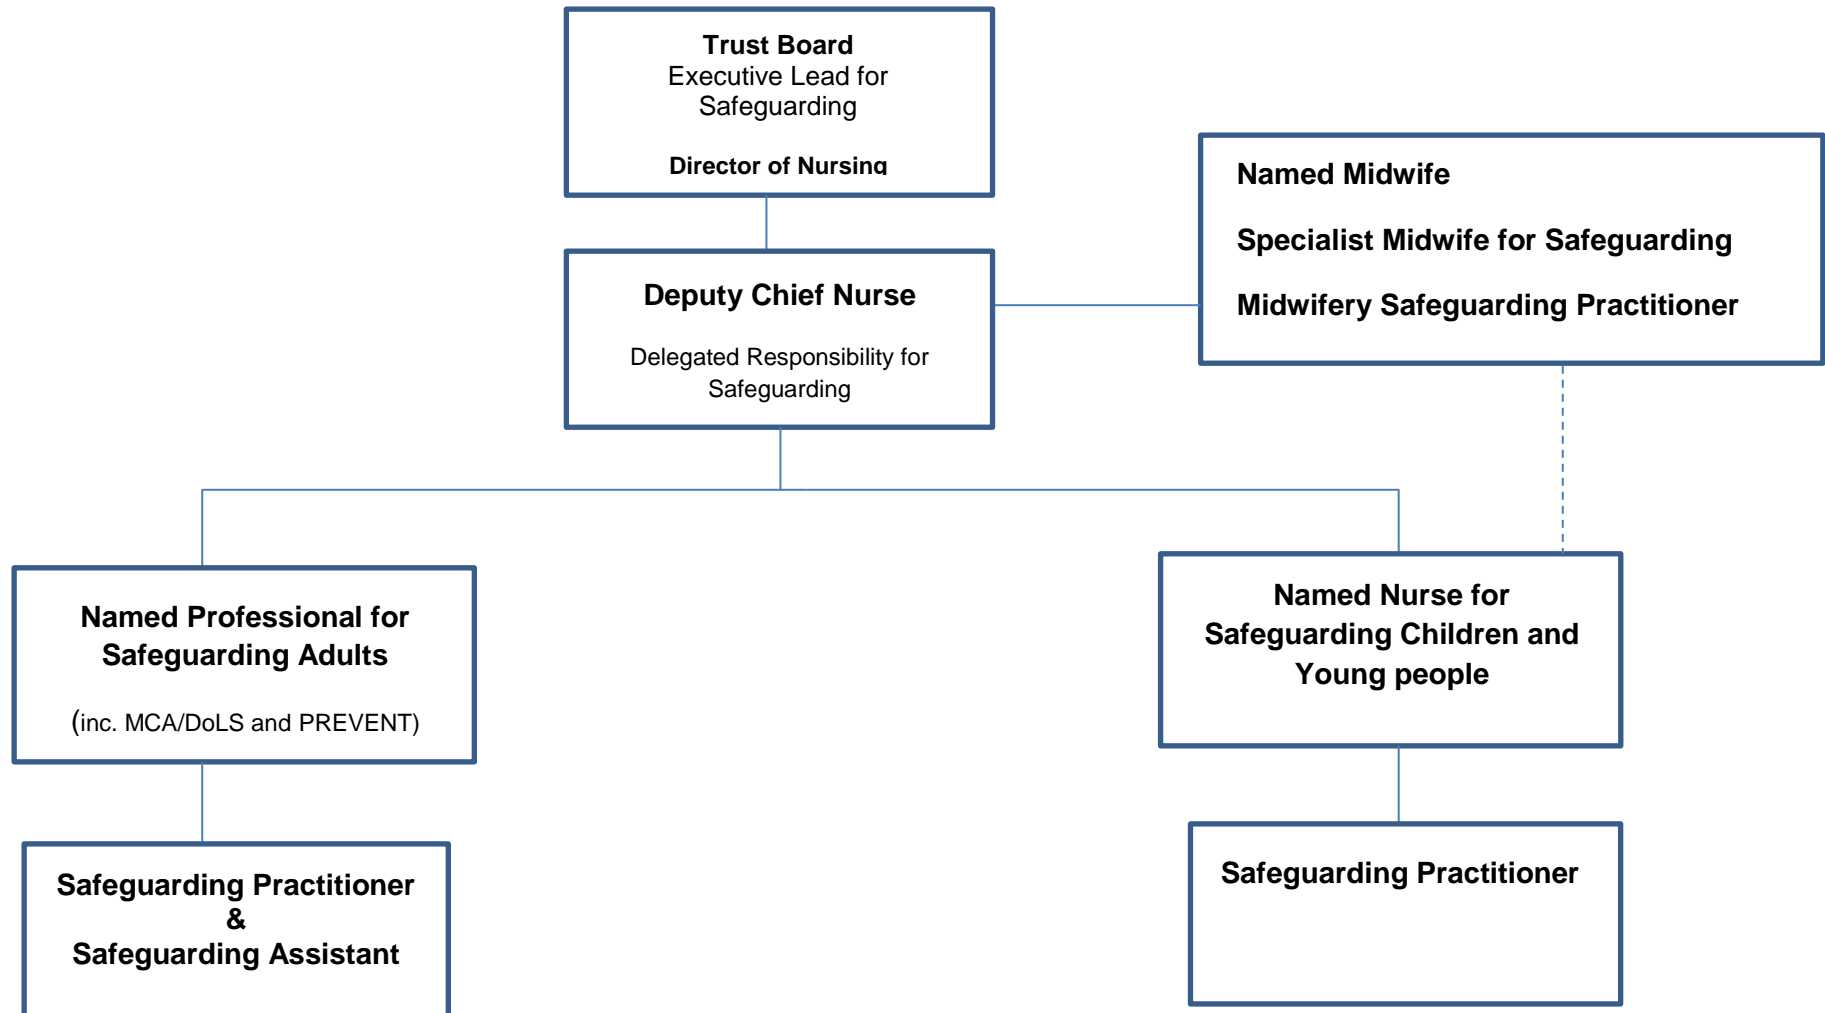 Trust Board
Executive Lead for
Safeguarding
Director of Nursing
Named Midwife
Specialist Midwife for Safeguarding
Midwifery Safeguarding Practitioner
Deputy Chief Nurse
Delegated Responsibility for
Safeguarding
Named Professional for
Safeguarding Adults
(inc. MCA/DoLS and PREVENT)
Named Nurse for
Safeguarding Children and
Young people
Safeguarding Practitioner
&
Safeguarding Assistant
Safeguarding Practitioner